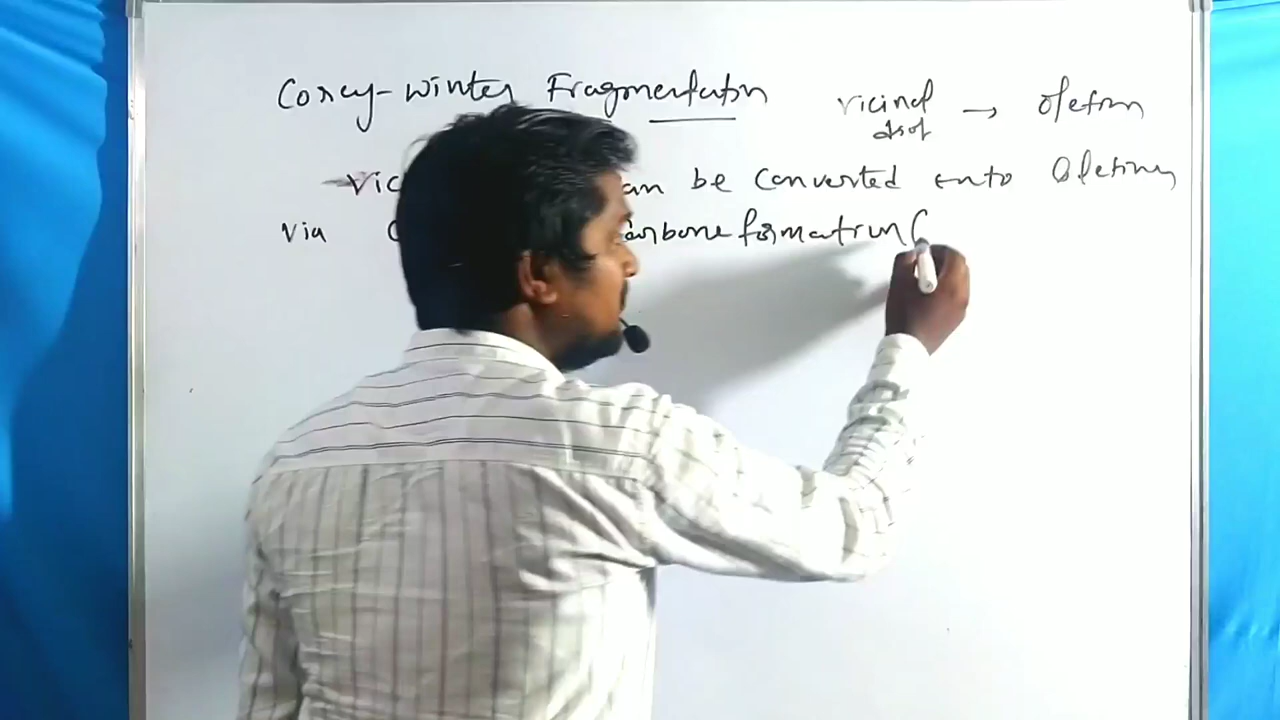 Corey-Winter Fragmentation
vicinal diol → Olefin
Vic an be Converted into Olefins
Via C arbene formation (